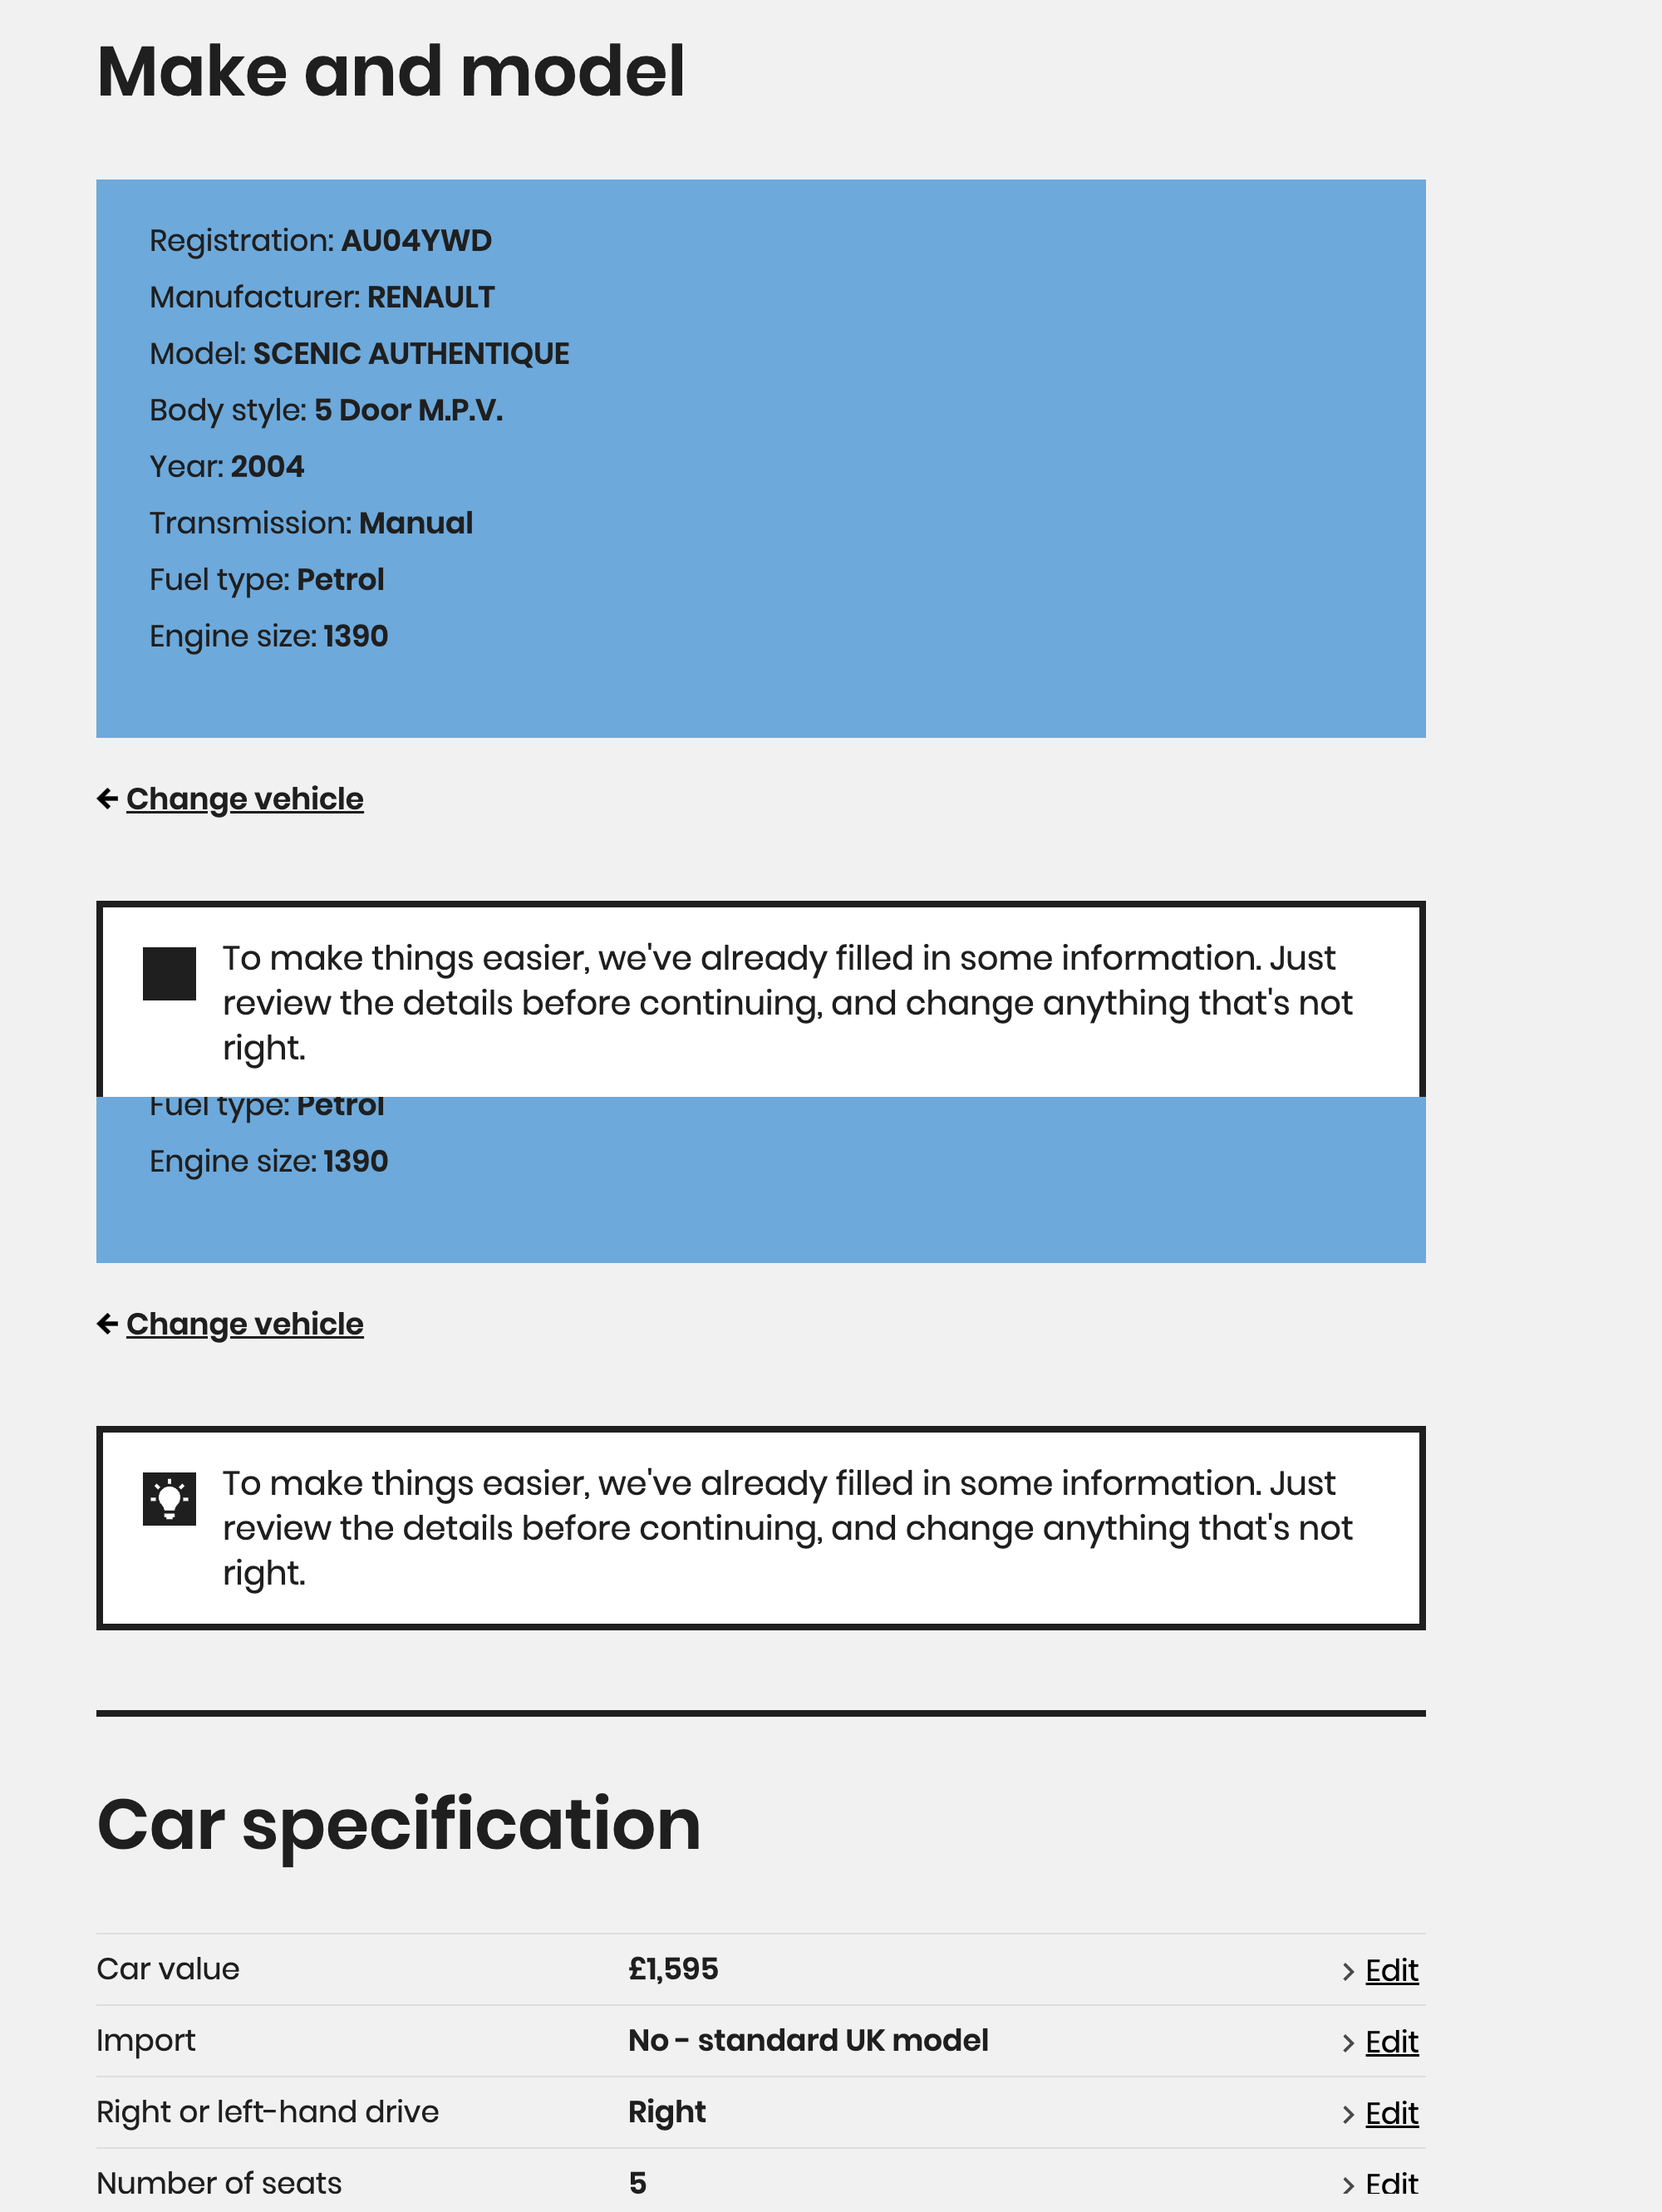 Make and model
Registration: AU04YWD
Manufacturer: RENAULT
Model: SCENIC AUTHENTIQUE
Body style: 5 Door M.P.V.
Year: 2004
Transmission: Manual
Fuel type: Petrol
Engine size: 1390
Change vehicle
To make things easier, we've already filled in some information. Just
review the details before continuing, and change anything that's not
right.
Fuel type: Petrol
Engine size: 1390
Change vehicle
To make things easier, we've already filled in some information. Just
review the details before continuing, and change anything that's not
right.
Car specification
Car value £1,595 Edit
Import No - standard UK model Edit
Right or left-hand drive Right Edit
Number of seats 5 Edit